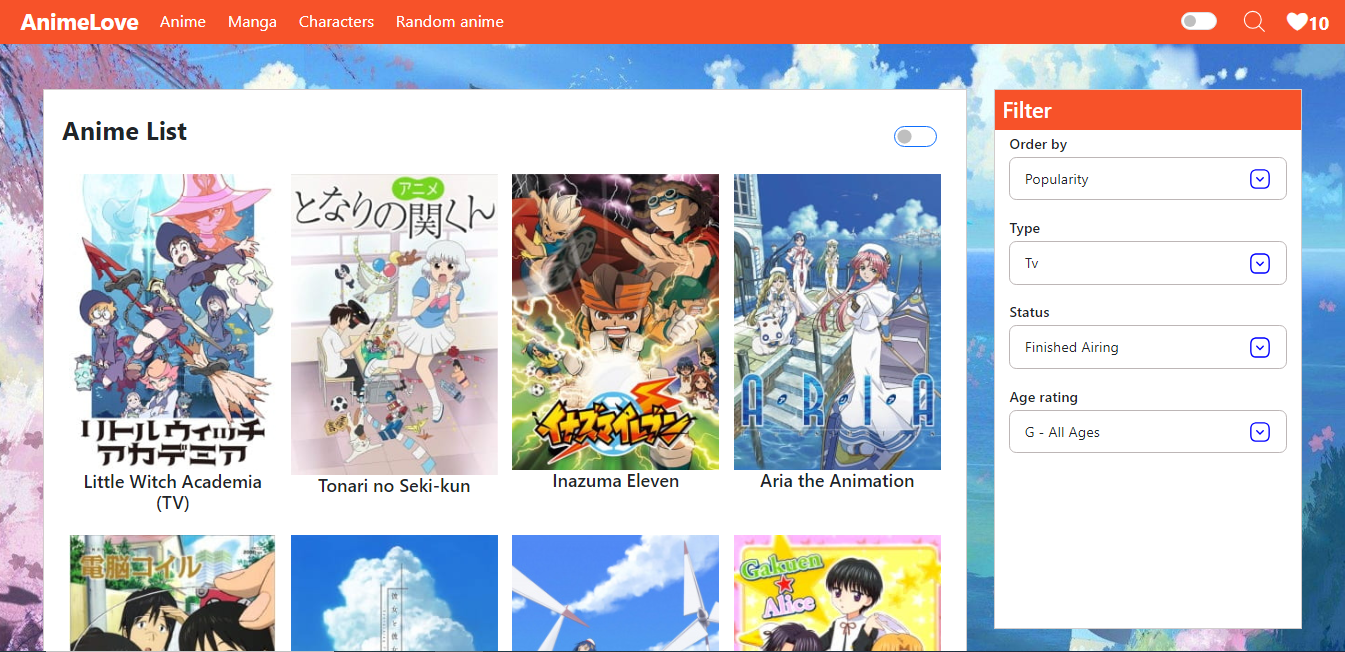 AnimeLove Anime Manga Characters Random anime 10
Anime List
リトルウィッチ
アカデミア
Little Witch Academia
(TV)
アニメ
となりの関くん
Tonari no Seki-kun
イナズマイレブン
Inazuma Eleven
ARIA
Aria the Animation
電脳コイル
Gakuen
Alice
Filter
Order by
Popularity
Type
Tv
Status
Finished Airing
Age rating
G - All Ages